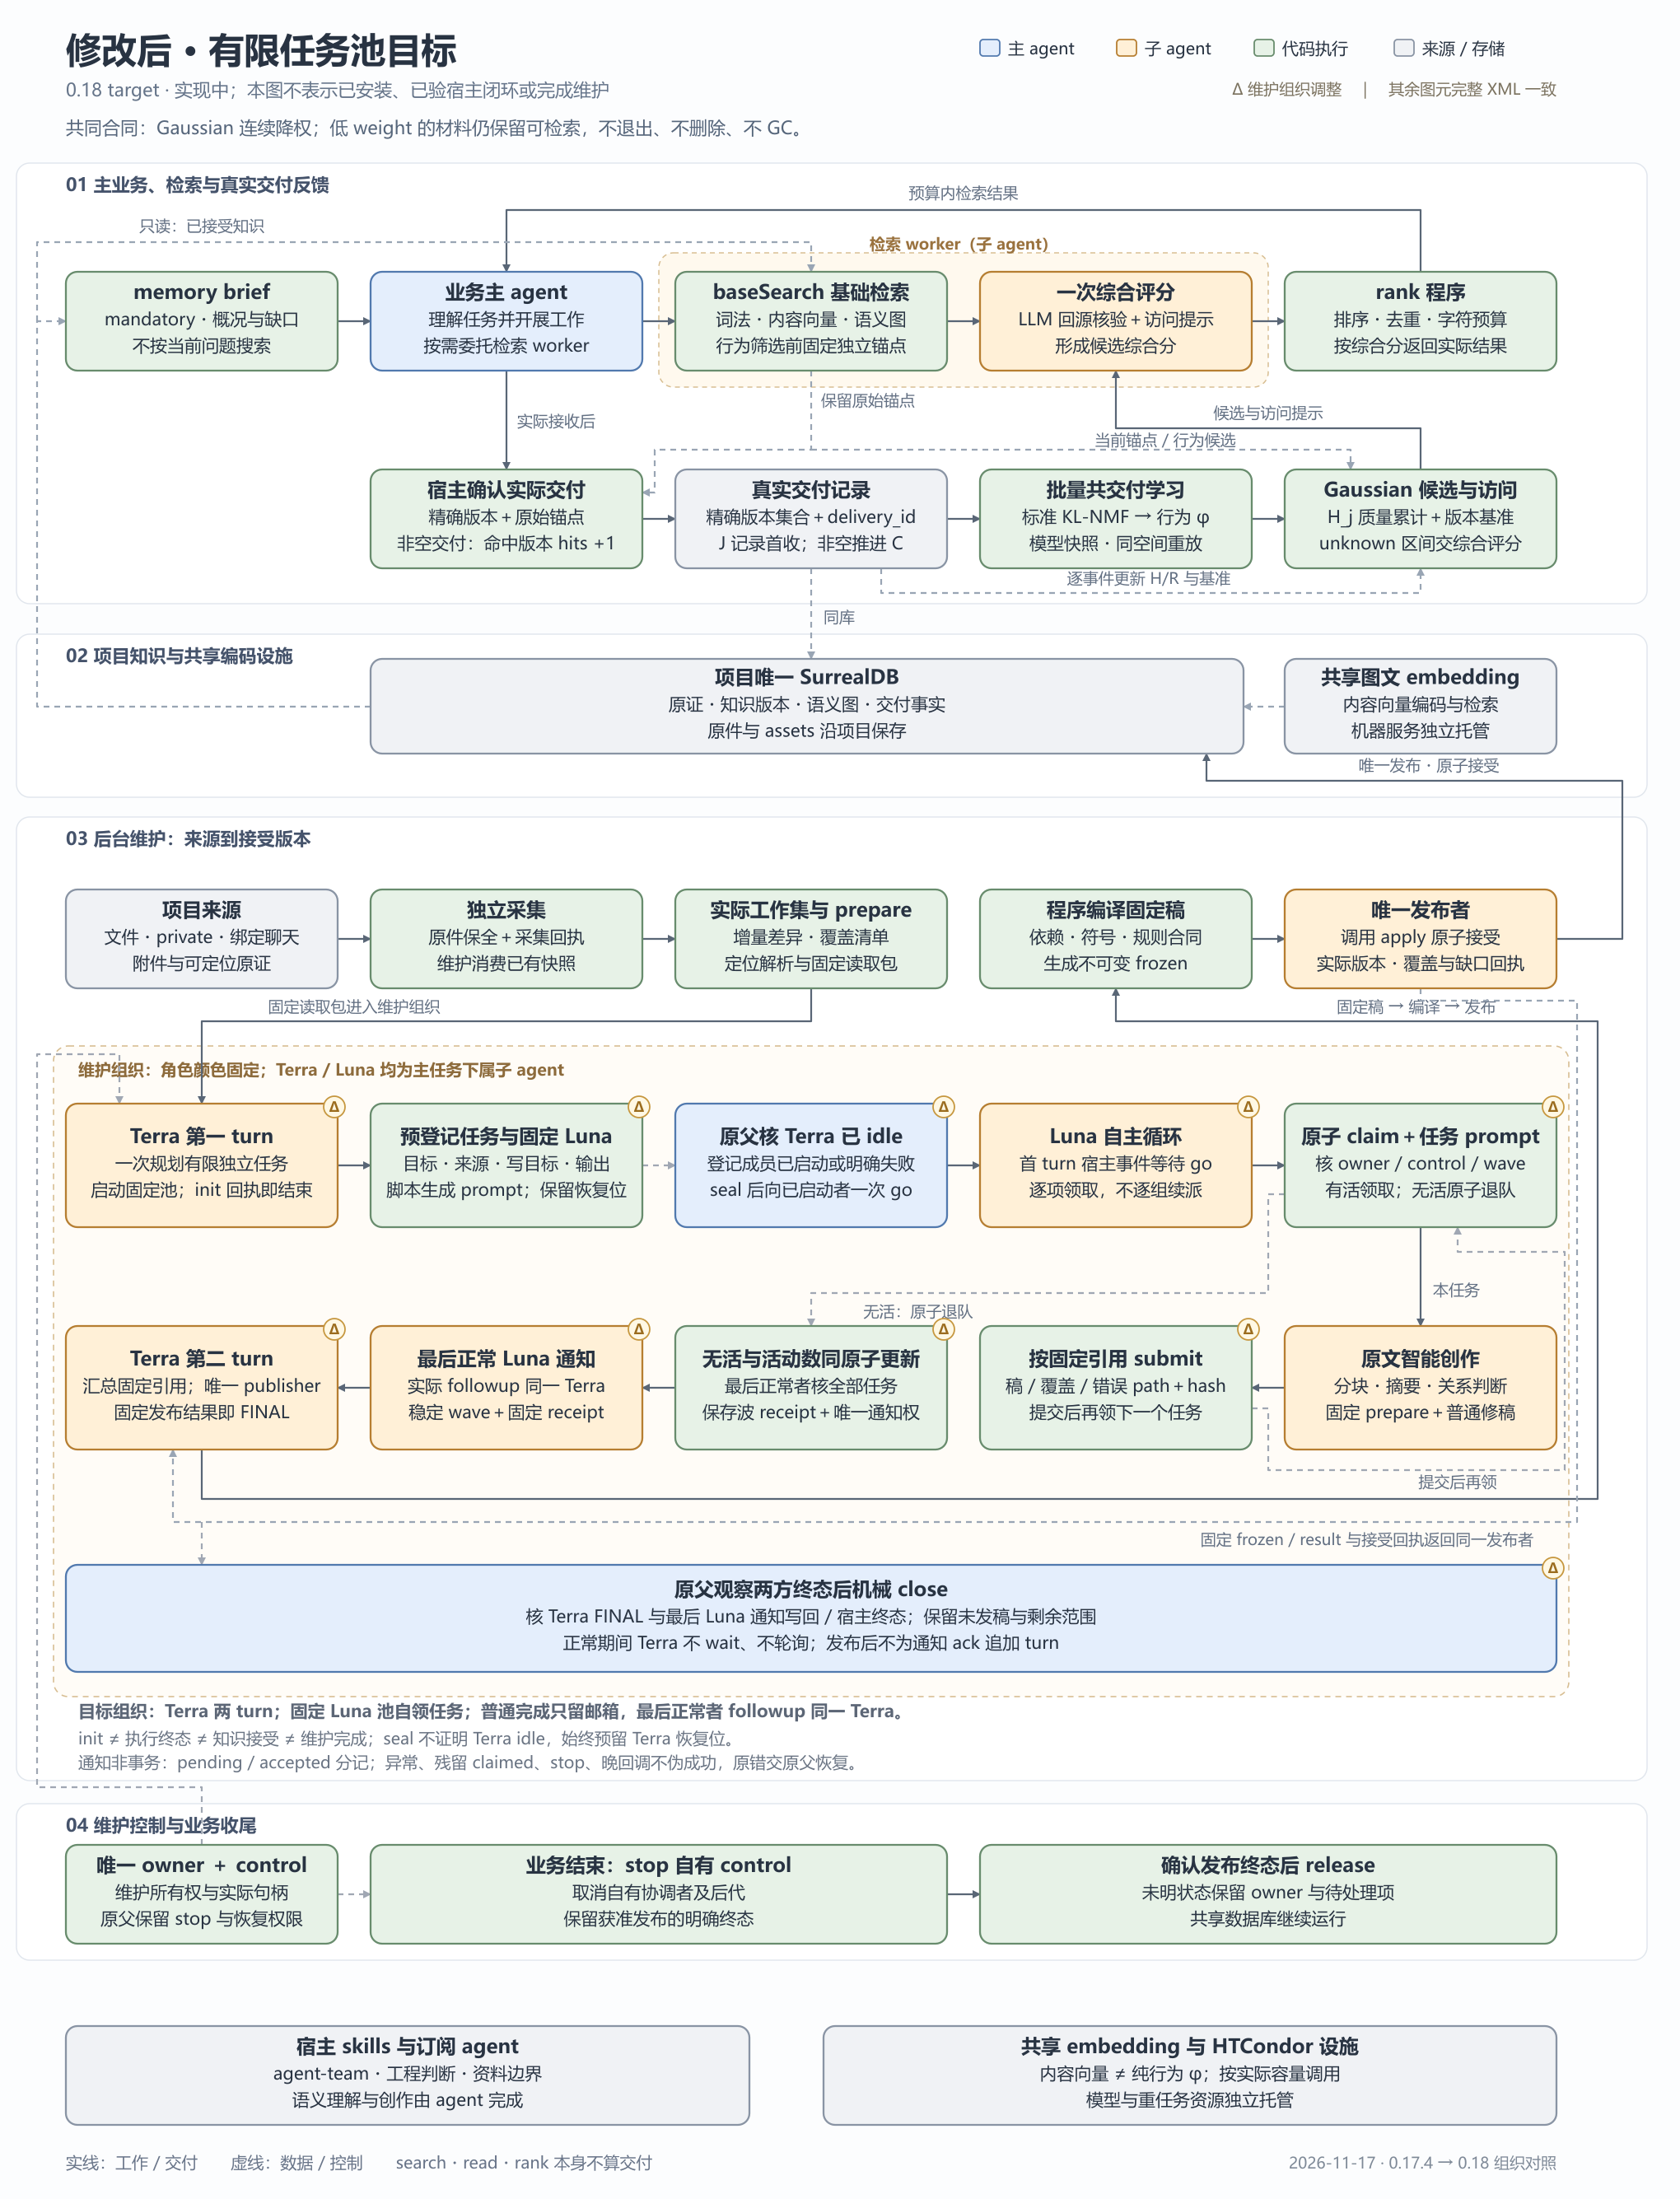 修改后 • 有限任务池目标
主 agent
子 agent
代码执行
来源 / 存储
0.18 target · 实现中；本图不表示已安装、已验宿主闭环或完成维护
Δ 维护组织调整 | 其余图元完整 XML 一致
共同合同：Gaussian 连续降权；低 weight 的材料仍保留可检索，不退出、不删除、不 GC。
01 主业务、检索与真实交付反馈
预算内检索结果
只读：已接受知识
检索 worker（子 agent）
memory brief
mandatory · 概况与缺口
不按当前问题搜索
业务主 agent
理解任务并开展工作
按需委托检索 worker
baseSearch 基础检索
词法 · 内容向量 · 语义图
行为筛选前固定独立锚点
一次综合评分
LLM 回源核验 + 访问提示
形成候选综合分
rank 程序
排序 · 去重 · 字符预算
按综合分返回实际结果
保留原始锚点
实际接收后
候选与访问提示
当前锚点 / 行为候选
宿主确认实际交付
精确版本 + 原始锚点
非空交付：命中版本 hits +1
真实交付记录
精确版本集合 + delivery_id
J 记录首收；非空推进 C
批量共交付学习
标准 KL-NMF → 行为 φ
模型快照 · 同空间重放
Gaussian 候选与访问
H_j 质量累计 + 版本基准
unknown 区间交综合评分
逐事件更新 H/R 与基准
同库
02 项目知识与共享编码设施
项目唯一 SurrealDB
原证 · 知识版本 · 语义图 · 交付事实
原件与 assets 沿项目保存
共享图文 embedding
内容向量编码与检索
机器服务独立托管
唯一发布 · 原子接受
03 后台维护：来源到接受版本
项目来源
文件 · private · 绑定聊天
附件与可定位原证
独立采集
原件保全 + 采集回执
维护消费已有快照
实际工作集与 prepare
增量差异 · 覆盖清单
定位解析与固定读取包
程序编译固定稿
依赖 · 符号 · 规则合同
生成不可变 frozen
唯一发布者
调用 apply 原子接受
实际版本 · 覆盖与缺口回执
固定读取包进入维护组织
固定稿 → 编译 → 发布
维护组织：角色颜色固定；Terra / Luna 均为主任务下属子 agent
Δ
Δ
Δ
Δ
Δ
Terra 第一 turn
一次规划有限独立任务
启动固定池；init 回执即结束
预登记任务与固定 Luna
目标 · 来源 · 写目标 · 输出
脚本生成 prompt；保留恢复位
原父核 Terra 已 idle
登记成员已启动或明确失败
seal 后向已启动者一次 go
Luna 自主循环
首 turn 宿主事件等待 go
逐项领取，不逐组续派
原子 claim + 任务 prompt
核 owner / control / wave
有活领取；无活原子退队
本任务
无活：原子退队
Δ
Δ
Δ
Δ
Terra 第二 turn
汇总固定引用；唯一 publisher
固定发布结果即 FINAL
最后正常 Luna 通知
实际 followup 同一 Terra
稳定 wave + 固定 receipt
无活与活动数同原子更新
最后正常者核全部任务
保存波 receipt + 唯一通知权
按固定引用 submit
稿 / 覆盖 / 错误 path + hash
提交后再领下一个任务
原文智能创作
分块 · 摘要 · 关系判断
固定 prepare + 普通修稿
提交后再领
固定 frozen / result 与接受回执返回同一发布者
Δ
原父观察两方终态后机械 close
核 Terra FINAL 与最后 Luna 通知写回 / 宿主终态；保留未发稿与剩余范围
正常期间 Terra 不 wait、不轮询；发布后不为通知 ack 追加 turn
目标组织：Terra 两 turn；固定 Luna 池自领任务；普通完成只留邮箱，最后正常者 followup 同一 Terra。
init ≠ 执行终态 ≠ 知识接受 ≠ 维护完成；seal 不证明 Terra idle，始终预留 Terra 恢复位。
通知非事务：pending / accepted 分记；异常、残留 claimed、stop、晚回调不伪成功，原错交原父恢复。
04 维护控制与业务收尾
唯一 owner + control
维护所有权与实际句柄
原父保留 stop 与恢复权限
业务结束：stop 自有 control
取消自有协调者及后代
保留获准发布的明确终态
确认发布终态后 release
未明状态保留 owner 与待处理项
共享数据库继续运行
宿主 skills 与订阅 agent
agent-team · 工程判断 · 资料边界
语义理解与创作由 agent 完成
共享 embedding 与 HTCondor 设施
内容向量 ≠ 纯行为 φ；按实际容量调用
模型与重任务资源独立托管
实线：工作 / 交付
虚线：数据 / 控制
search · read · rank 本身不算交付
2026-11-17 · 0.17.4 → 0.18 组织对照